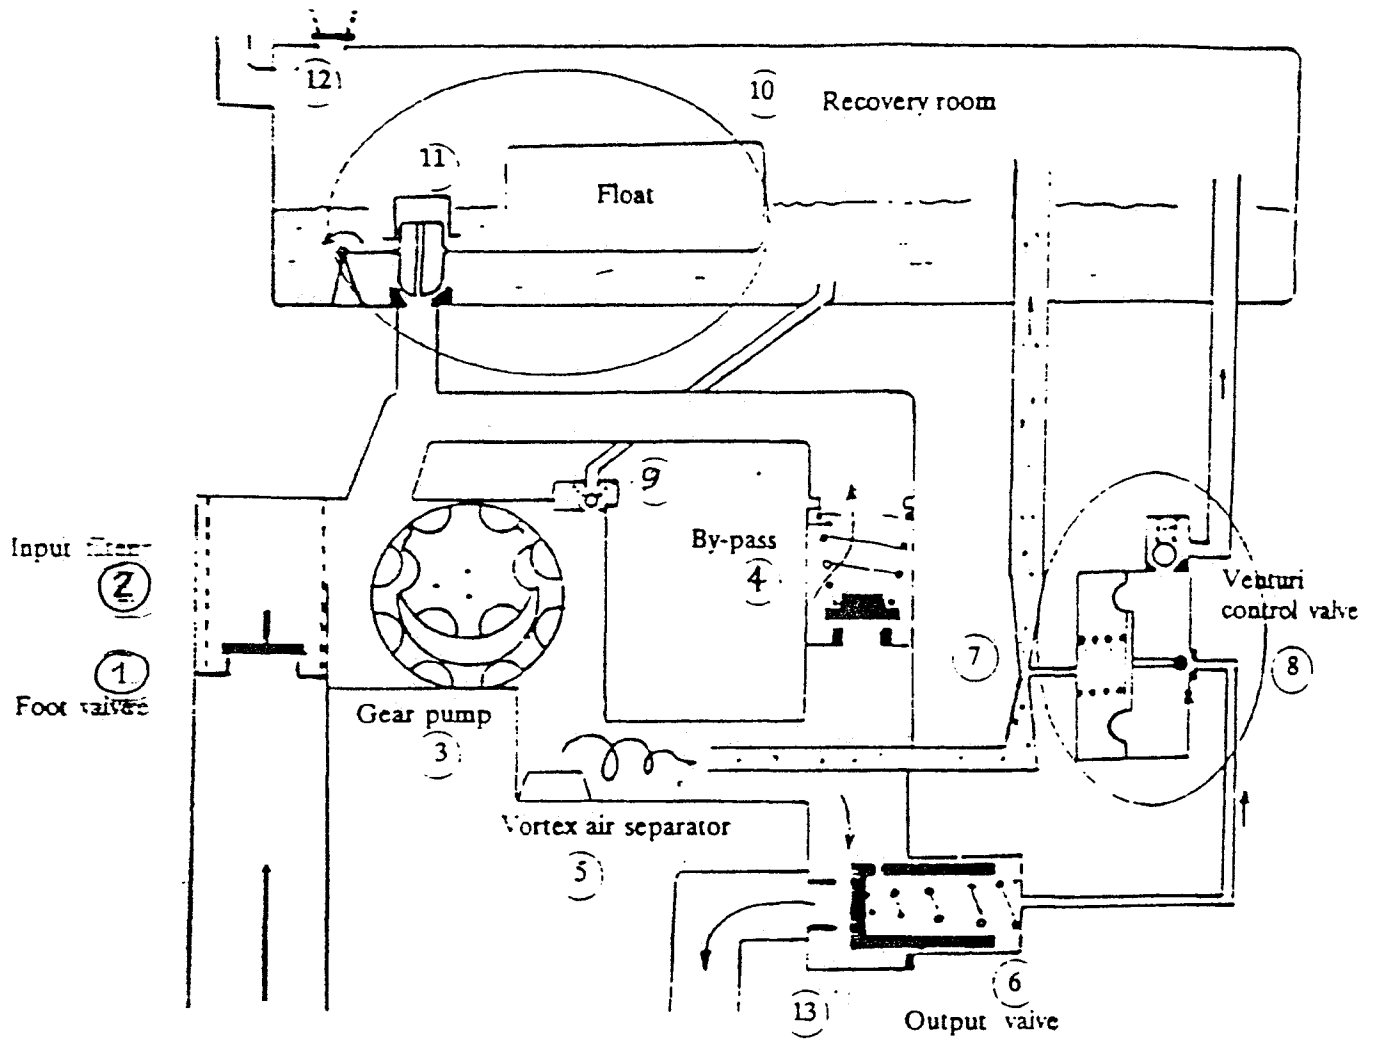 12
10
Recovery room
11
Float
9
Input
2
By-pass
4
Venturi
control valve
1
Foot
7
8
Gear pump
3
Vortex air separator
5
6
13
Output valve